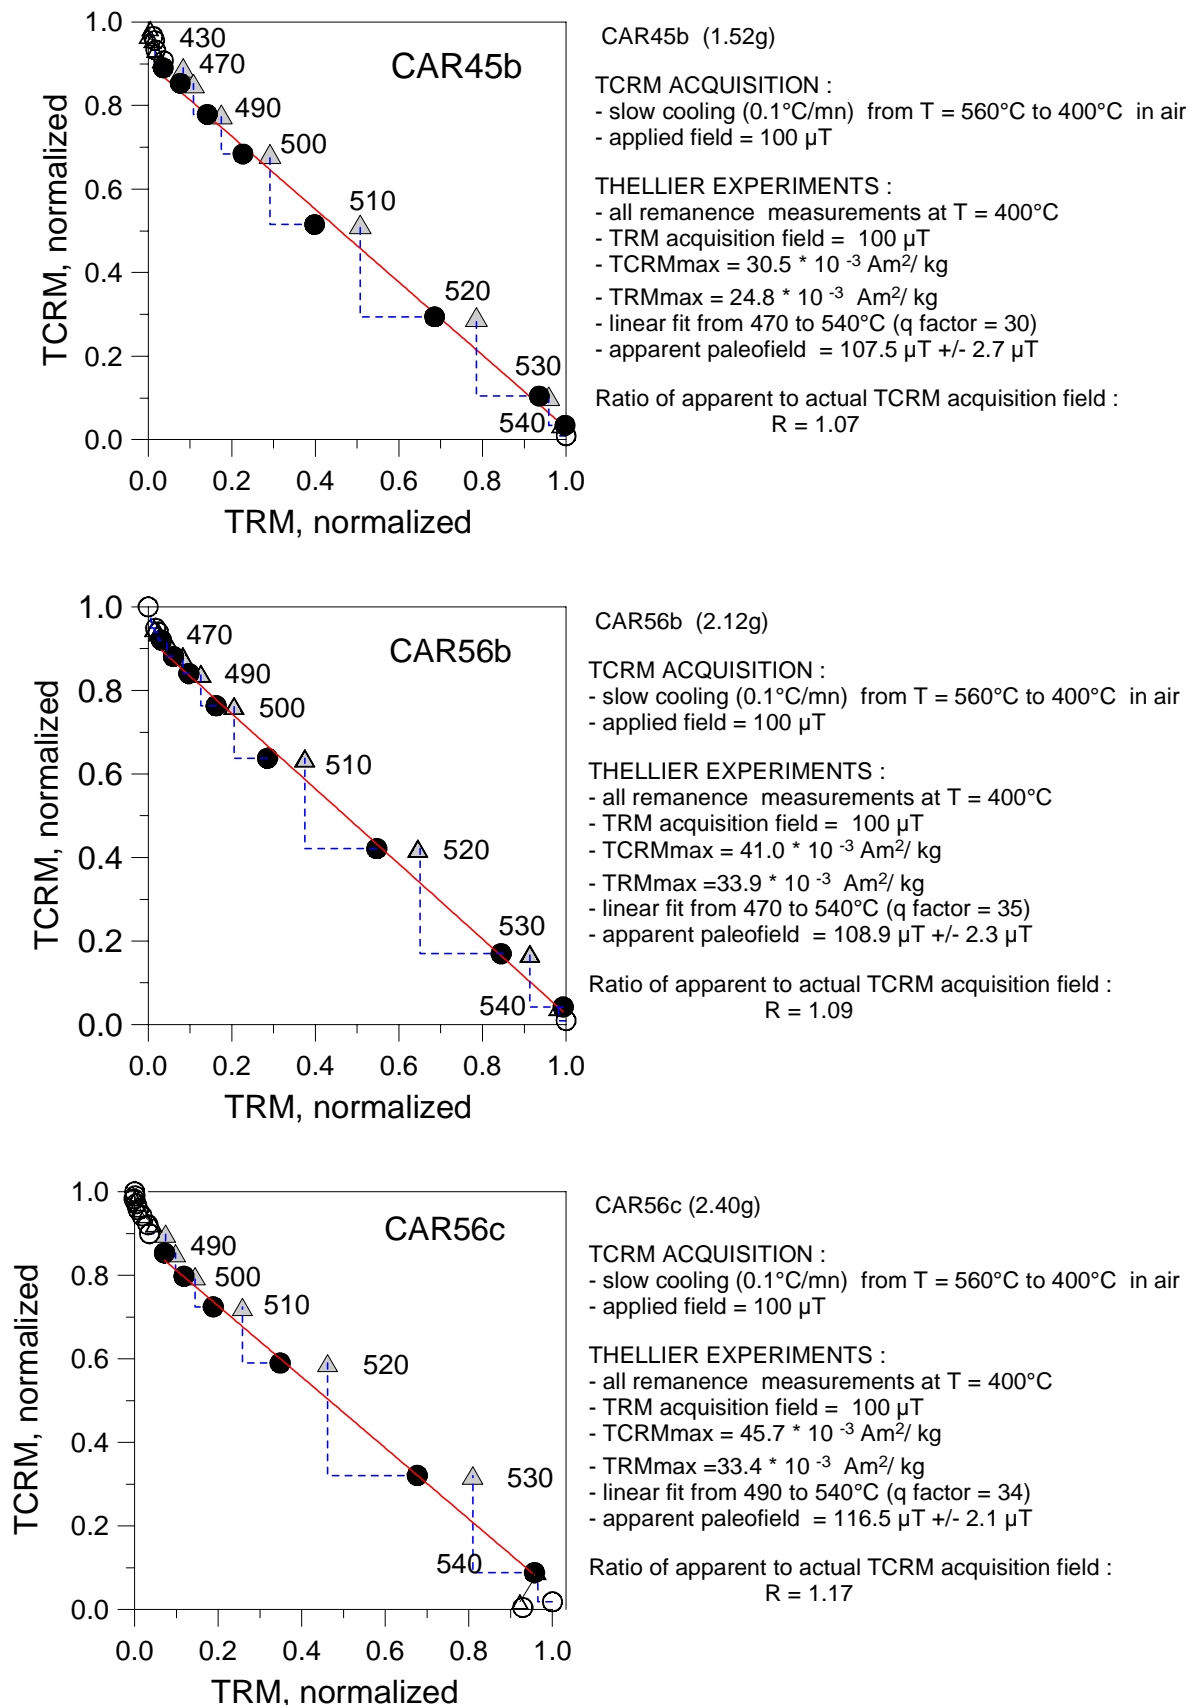 1.0
0.8
0.6
0.4
0.2
0.0
TCRM, normalized
0.0 0.2 0.4 0.6 0.8 1.0
TRM, normalized
CAR45b
430
470
490
500
510
520
530
540
CAR45b (1.52g)
TCRM ACQUISITION :
- slow cooling (0.1°C/mn) from T = 560°C to 400°C in air
- applied field = 100 µT
THELLIER EXPERIMENTS :
- all remanence measurements at T = 400°C
- TRM acquisition field = 100 µT
- TCRMmax = 30.5 * 10 -3 Am2/ kg
- TRMmax = 24.8 * 10 -3 Am2/ kg
- linear fit from 470 to 540°C (q factor = 30)
- apparent paleofield = 107.5 µT +/- 2.7 µT
Ratio of apparent to actual TCRM acquisition field :
R = 1.07
1.0
0.8
0.6
0.4
0.2
0.0
TCRM, normalized
0.0 0.2 0.4 0.6 0.8 1.0
TRM, normalized
CAR56b
470
490
500
510
520
530
540
CAR56b (2.12g)
TCRM ACQUISITION :
- slow cooling (0.1°C/mn) from T = 560°C to 400°C in air
- applied field = 100 µT
THELLIER EXPERIMENTS :
- all remanence measurements at T = 400°C
- TRM acquisition field = 100 µT
- TCRMmax = 41.0 * 10 -3 Am2/ kg
- TRMmax =33.9 * 10 -3 Am2/ kg
- linear fit from 470 to 540°C (q factor = 35)
- apparent paleofield = 108.9 µT +/- 2.3 µT
Ratio of apparent to actual TCRM acquisition field :
R = 1.09
1.0
0.8
0.6
0.4
0.2
0.0
TCRM, normalized
0.0 0.2 0.4 0.6 0.8 1.0
TRM, normalized
CAR56c
490
500
510
520
530
540
CAR56c (2.40g)
TCRM ACQUISITION :
- slow cooling (0.1°C/mn) from T = 560°C to 400°C in air
- applied field = 100 µT
THELLIER EXPERIMENTS :
- all remanence measurements at T = 400°C
- TRM acquisition field = 100 µT
- TCRMmax = 45.7 * 10 -3 Am2/ kg
- TRMmax =33.4 * 10 -3 Am2/ kg
- linear fit from 490 to 540°C (q factor = 34)
- apparent paleofield = 116.5 µT +/- 2.1 µT
Ratio of apparent to actual TCRM acquisition field :
R = 1.17